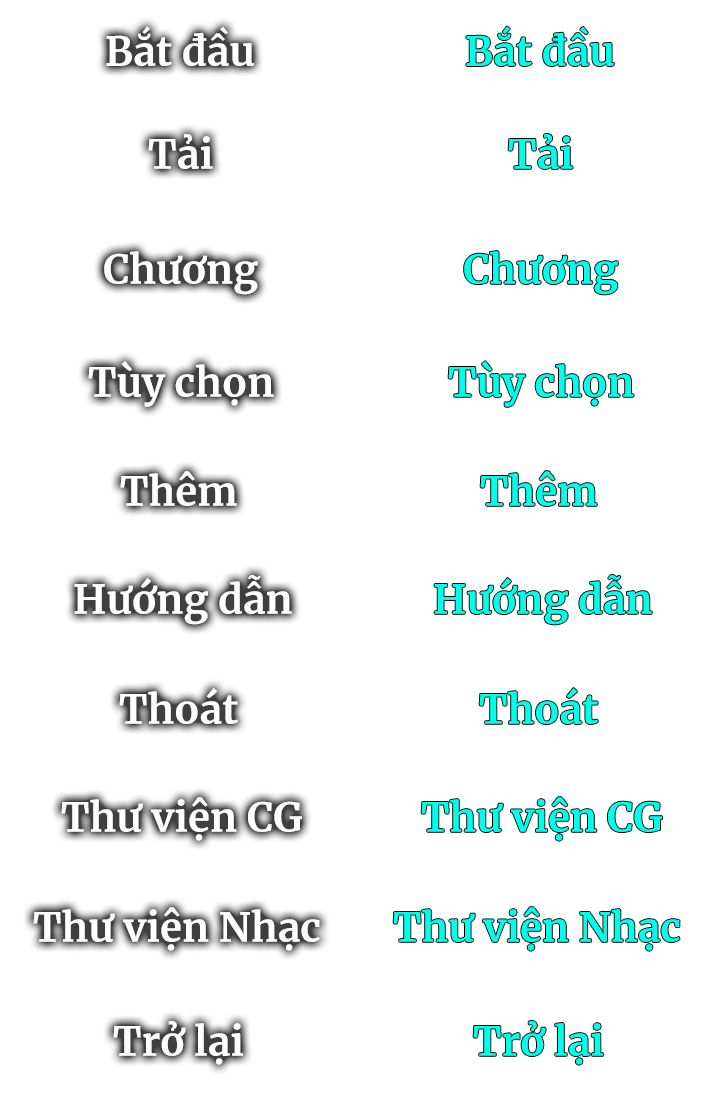 Bắt đầu Bắt đầu
Tải Tải
Chương Chương
Tùy chọn Tùy chọn
Thêm Thêm
Hướng dẫn Hướng dẫn
Thoát Thoát
Thư viện CG Thư viện CG
Thư viện Nhạc Thư viện Nhạc
Trở lại Trở lại